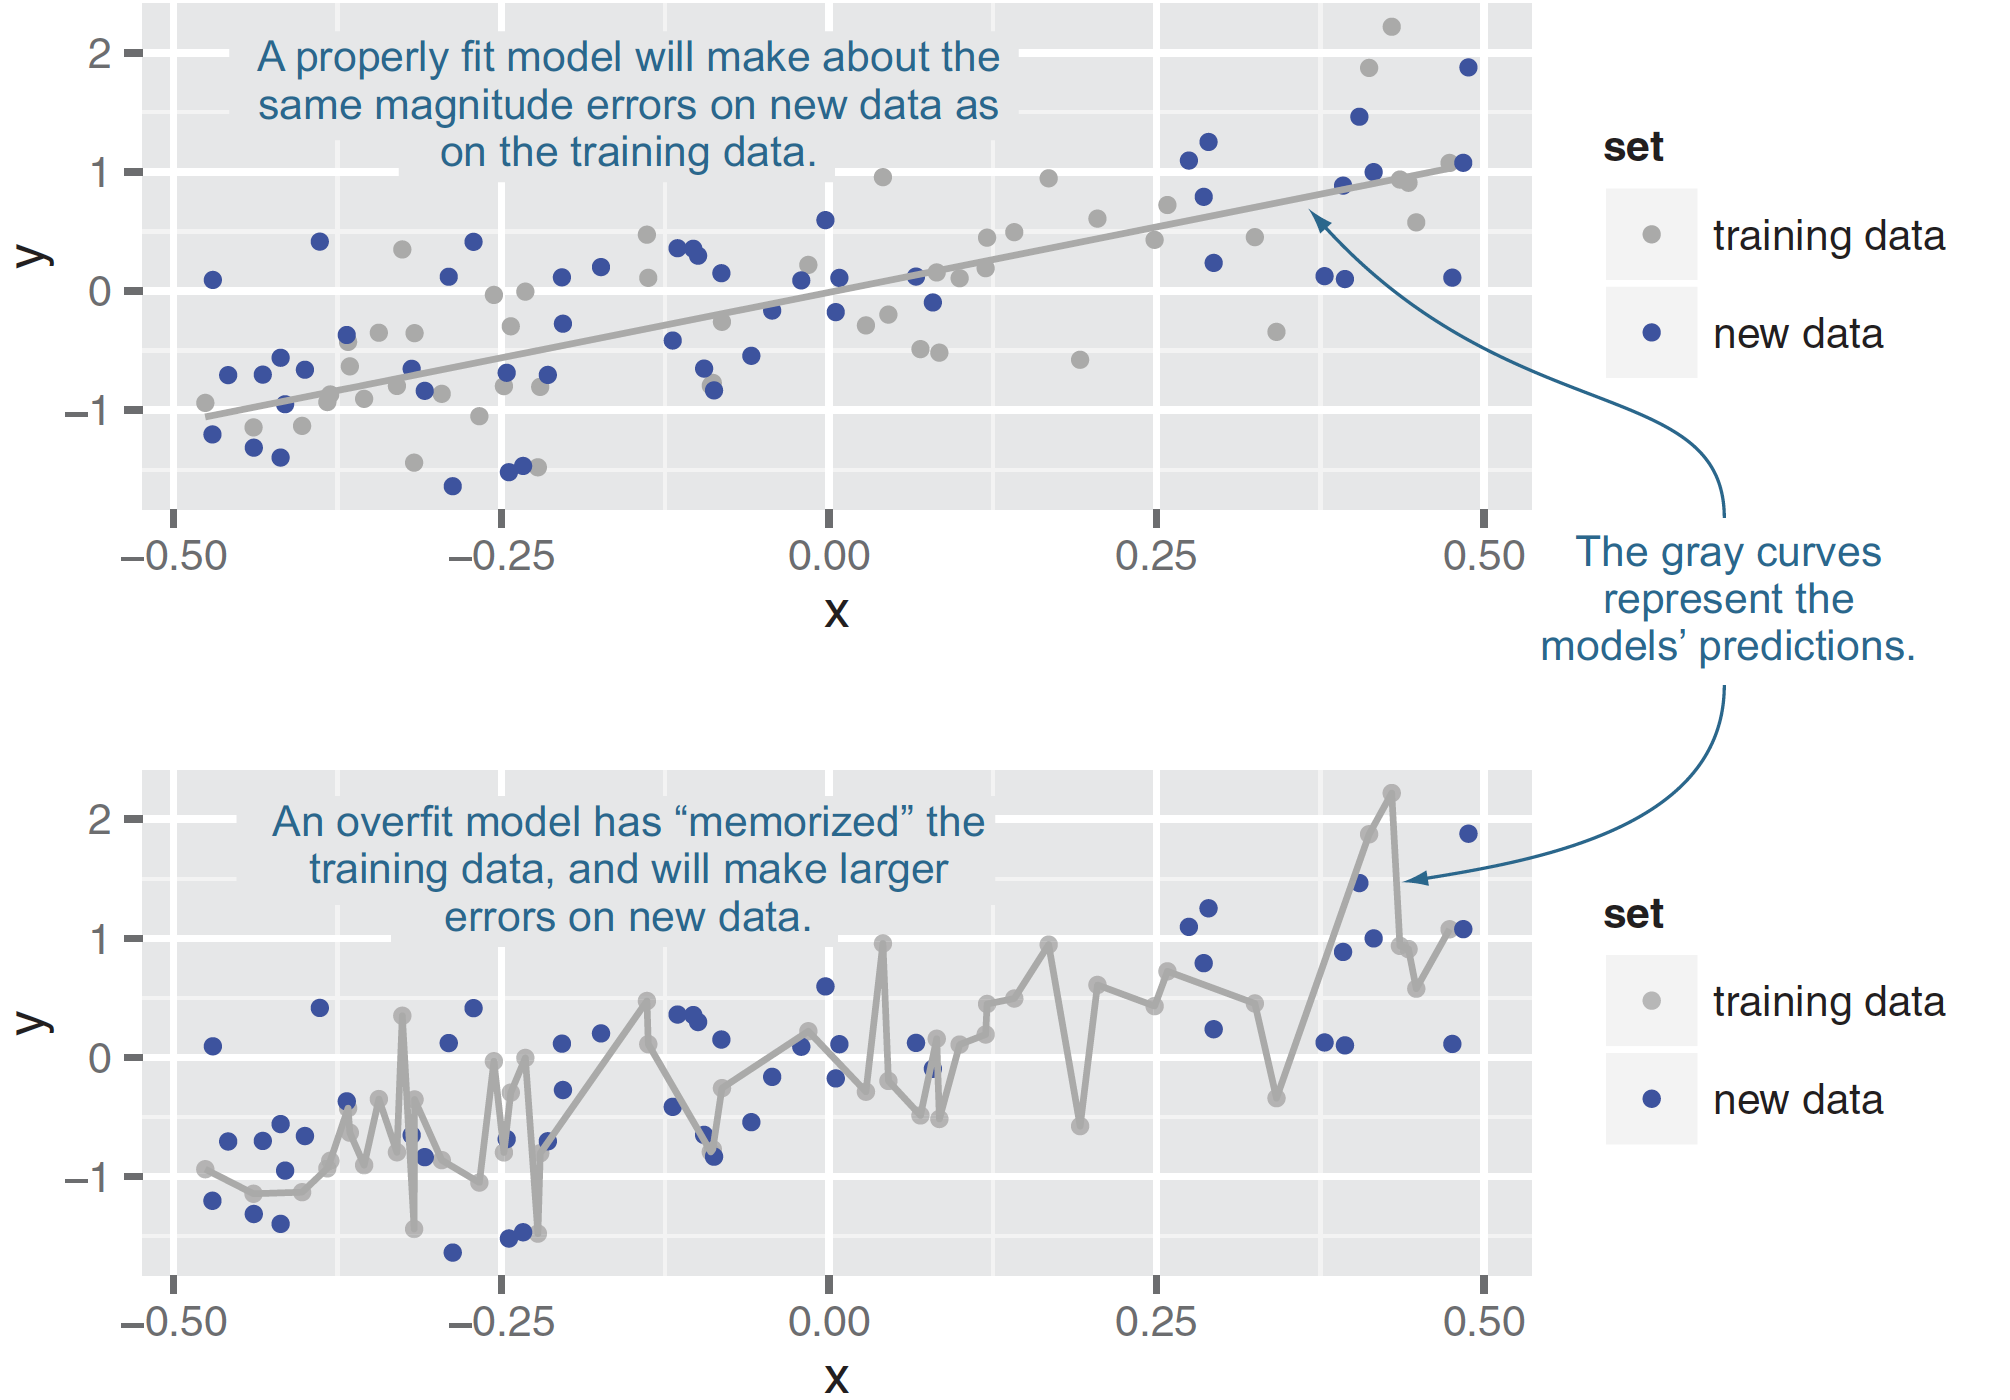 A properly fit model will make about the
same magnitude errors on new data as
on the training data.
2
1
0
–1
y
–0.50
–0.25
0.00
0.25
0.50
x
set
training data
new data
The gray curves
represent the
models’ predictions.
An overfit model has “memorized” the
training data, and will make larger
errors on new data.
2
1
0
–1
y
–0.50
–0.25
0.00
0.25
0.50
x
set
training data
new data